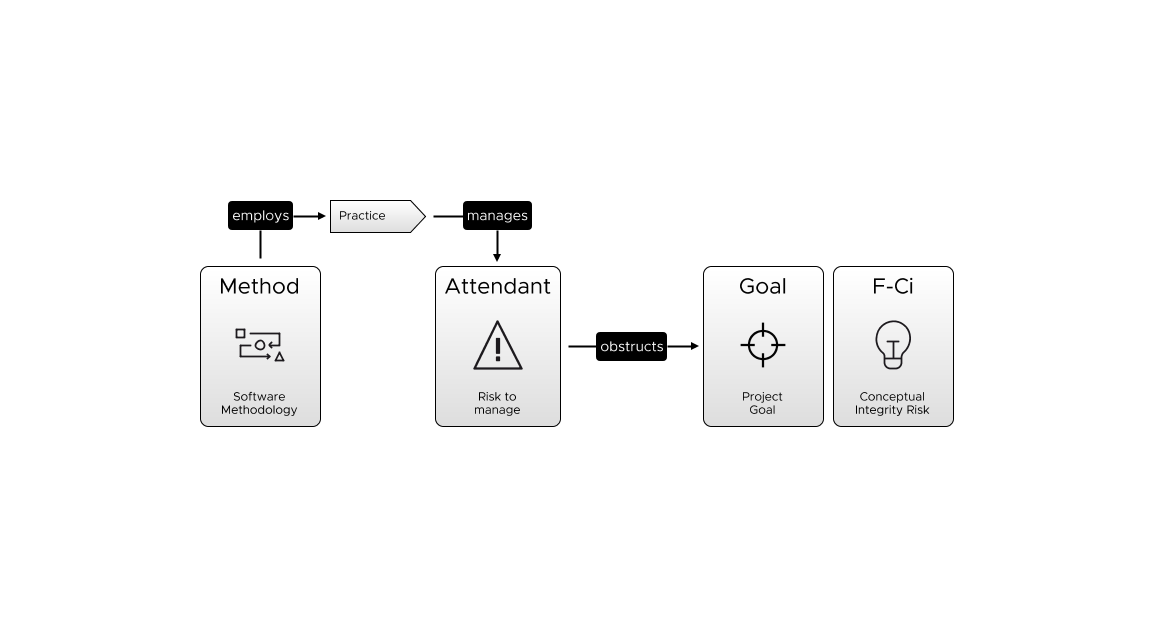 employs
Practice
manages
Method
Attendant
Goal
F-Ci
obstructs
Software
Methodology
Risk to
manage
Project
Goal
Conceptual
Integrity Risk